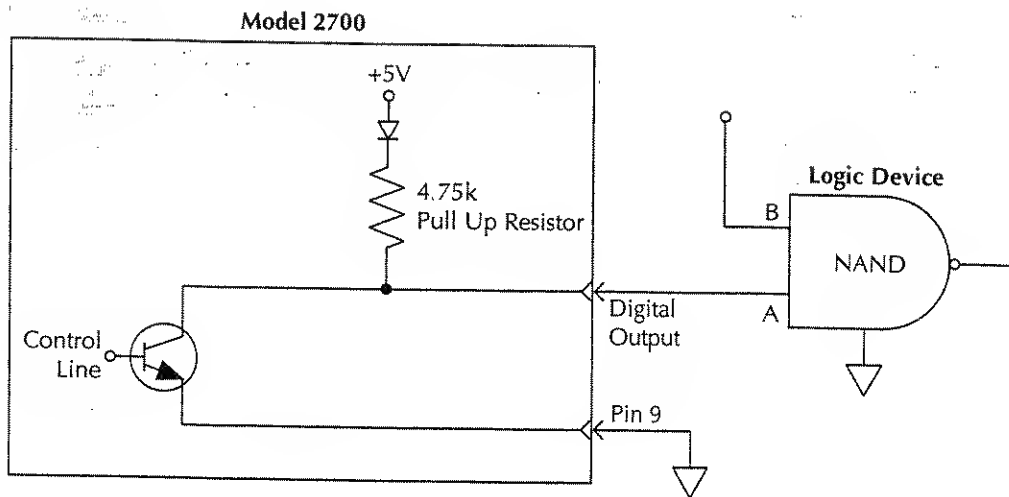 Model 2700
+5V
4.75k
Pull Up Resistor
Logic Device
B
NAND
A
Digital
Output
Control
Line
Pin 9